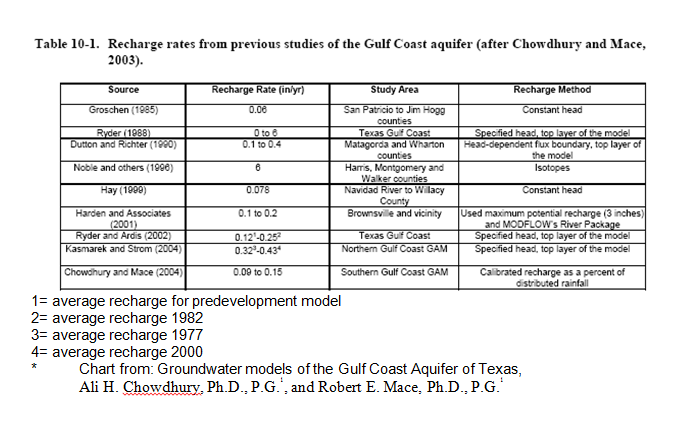 Table 10-1. Recharge rates from previous studies of the Gulf Coast aquifer (after Chowdhury and Mace,
2003).
Source Recharge Rate (in/yr) Study Area Recharge Method
Groschen (1985) 0.06 San Patricio to Jim Hogg counties Constant head
Ryder (1988) 0 to 6 Texas Gulf Coast Specified head, top layer of the model
Dutton and Richter (1990) 0.1 to 0.4 Matagorda and Wharton counties Head-dependent flux boundary, top layer of the model
Noble and others (1996) 6 Harris, Montgomery and Walker counties Isotopes
Hay (1999) 0.078 Navidad River to Willacy County Constant head
Harden and Associates (2001) 0.1 to 0.2 Brownsville and vicinity Used maximum potential recharge (3 inches) and MODFLOW's River Package
Ryder and Ardis (2002) 0.12¹-0.25² Texas Gulf Coast Specified head, top layer of the model
Kasmarek and Strom (2004) 0.32³-0.43⁴ Northern Gulf Coast GAM Specified head, top layer of the model
Chowdhury and Mace (2004) 0.09 to 0.15 Southern Gulf Coast GAM Calibrated recharge as a percent of distributed rainfall
1= average recharge for predevelopment model
2= average recharge 1982
3= average recharge 1977
4= average recharge 2000
* Chart from: Groundwater models of the Gulf Coast Aquifer of Texas,
Ali H. Chowdhury, Ph.D., P.G.¹, and Robert E. Mace, Ph.D., P.G.¹